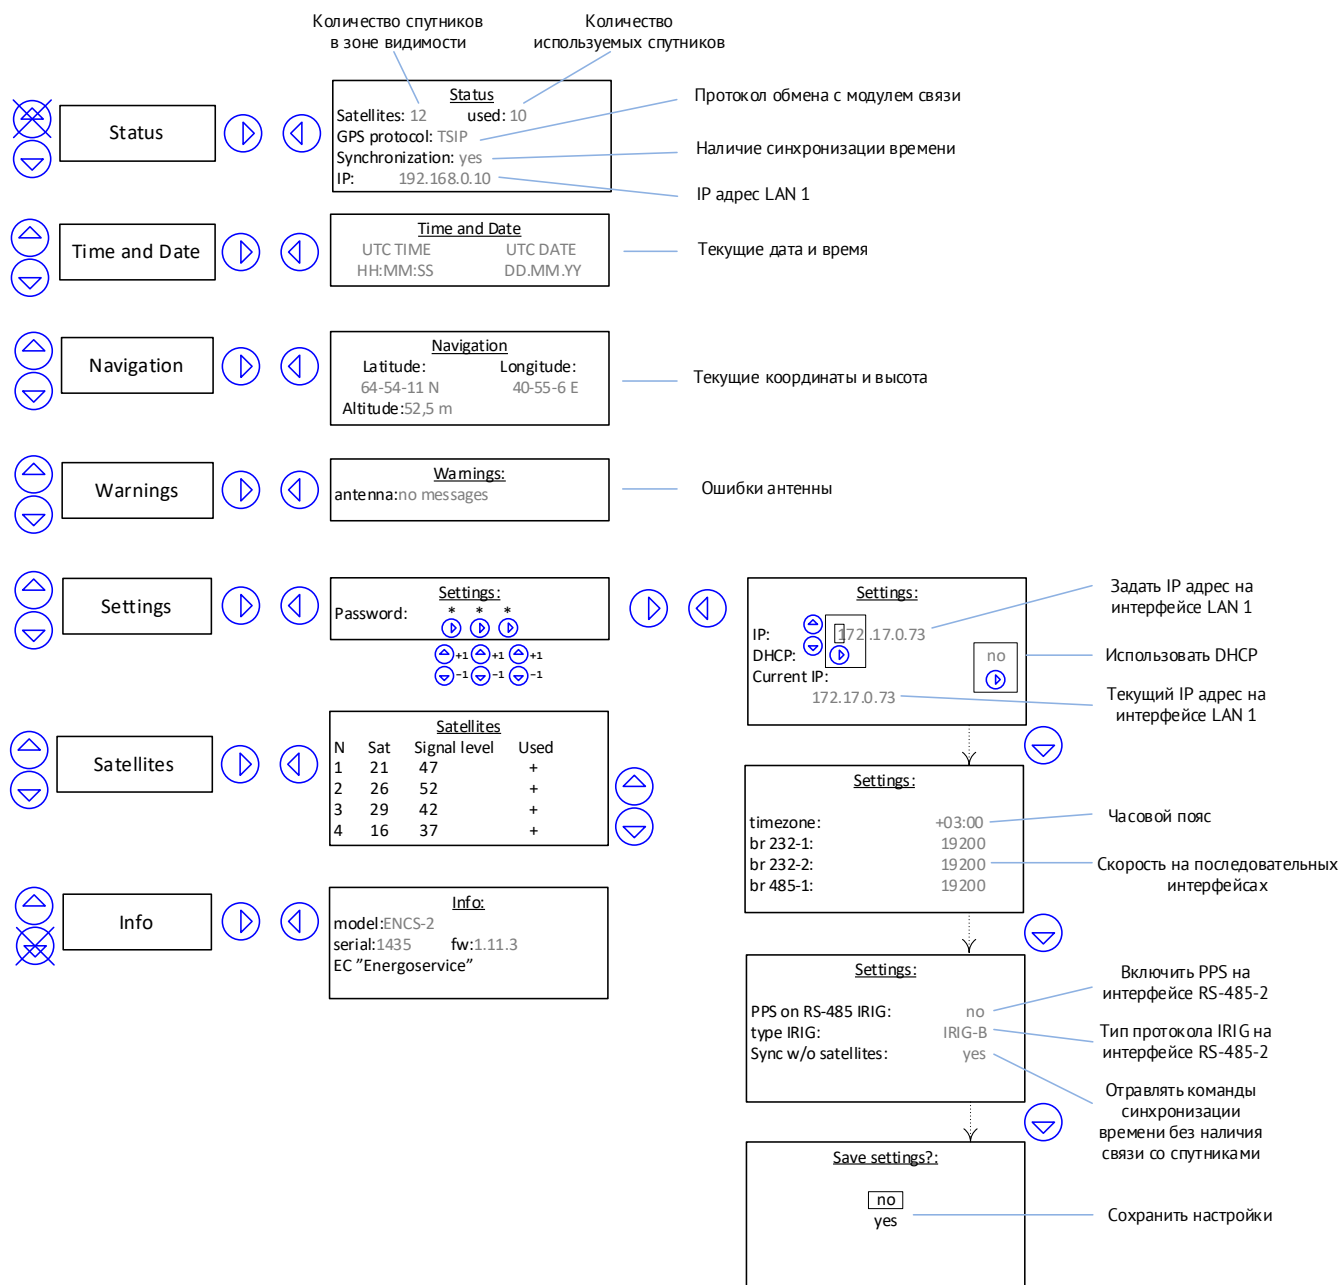 Количество спутников
в зоне видимости
Количество
используемых спутников
Status
Status
Satellites: 12 used: 10
GPS protocol: TSIP
Synchronization: yes
IP: 192.168.0.10
Протокол обмена с модулем связи
Наличие синхронизации времени
IP адрес LAN 1
Time and Date
Time and Date
UTC TIME UTC DATE
HH:MM:SS DD.MM.YY
Текущие дата и время
Navigation
Navigation
Latitude: Longitude:
64-54-11 N 40-55-6 E
Altitude:52,5 m
Текущие координаты и высота
Warnings
Warnings:
antenna:no messages
Ошибки антенны
Settings
Settings:
Password: * * *
+1 +1 +1
-1 -1 -1
Settings:
IP: 172.17.0.73
DHCP: no
Current IP:
172.17.0.73
Задать IP адрес на
интерфейсе LAN 1
Использовать DHCP
Текущий IP адрес на
интерфейсе LAN 1
Satellites
Satellites
N Sat Signal level Used
1 21 47 +
2 26 52 +
3 29 42 +
4 16 37 +
Settings:
timezone: +03:00
br 232-1: 19200
br 232-2: 19200
br 485-1: 19200
Часовой пояс
Скорость на последовательных
интерфейсах
Info
Info:
model:ENCS-2
serial:1435 fw:1.11.3
EC "Energoservice"
Settings:
PPS on RS-485 IRIG: no
type IRIG: IRIG-B
Sync w/o satellites: yes
Включить PPS на
интерфейсе RS-485-2
Тип протокола IRIG на
интерфейсе RS-485-2
Отравлять команды
синхронизации
времени без наличия
связи со спутниками
Save settings?:
no
yes
Сохранить настройки